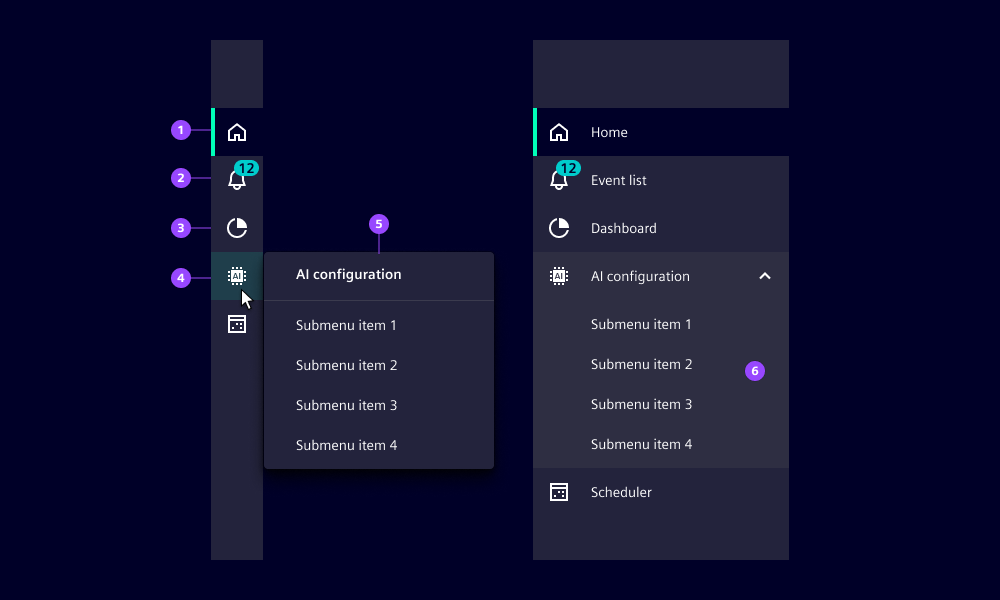 1
2
12
3
4
AI
5
AI configuration
Submenu item 1
Submenu item 2
Submenu item 3
Submenu item 4
Home
12
Event list
Dashboard
AI
AI configuration
Submenu item 1
Submenu item 2
6
Submenu item 3
Submenu item 4
Scheduler